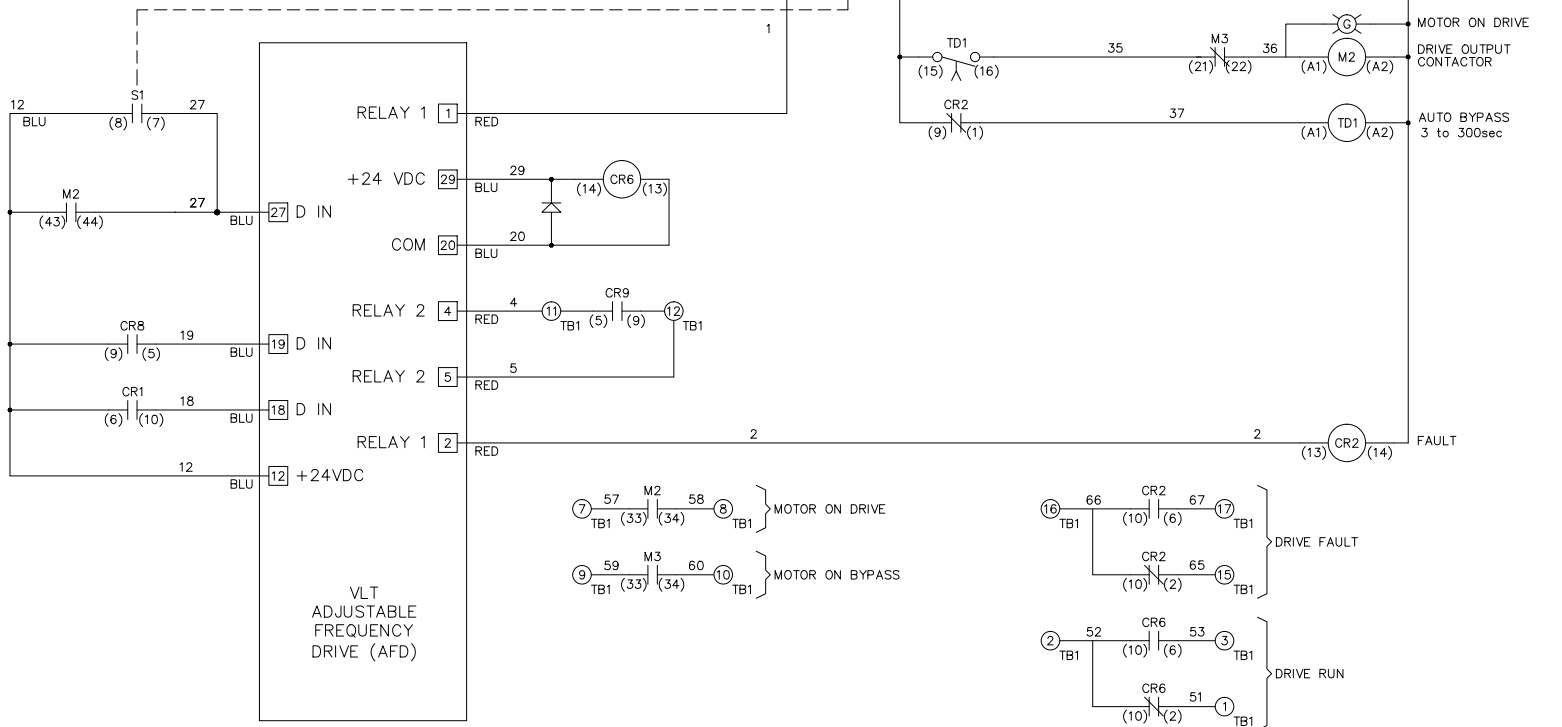 1
MOTOR ON DRIVE
G
TD1
(15) (16)
35
M3
(21) (22)
36
(A1) M2 (A2)
DRIVE OUTPUT
CONTACTOR
CR2
(9) (1)
37
(A1) TD1 (A2)
AUTO BYPASS
3 to 300sec
12
BLU
S1
(8) (7)
27
M2
(43) (44)
27
BLU
27 D IN
CR8
(9) (5)
19
BLU
19 D IN
CR1
(6) (10)
18
BLU
18 D IN
12
BLU
12 +24VDC
RELAY 1 1
RED
+24 VDC 29
BLU
29
(14) CR6 (13)
COM 20
BLU
20
RELAY 2 4
RED
4
11
TB1
CR9
(5) (9)
12
TB1
RELAY 2 5
RED
5
RELAY 1 2
RED
2
2
(13) CR2 (14)
FAULT
VLT
ADJUSTABLE
FREQUENCY
DRIVE (AFD)
7
TB1
57
M2
(33) (34)
58
8
TB1
MOTOR ON DRIVE
9
TB1
59
M3
(33) (34)
60
10
TB1
MOTOR ON BYPASS
16
TB1
66
CR2
(10) (6)
67
17
TB1
CR2
(10) (2)
65
15
TB1
DRIVE FAULT
2
TB1
52
CR6
(10) (6)
53
3
TB1
CR6
(10) (2)
51
1
TB1
DRIVE RUN